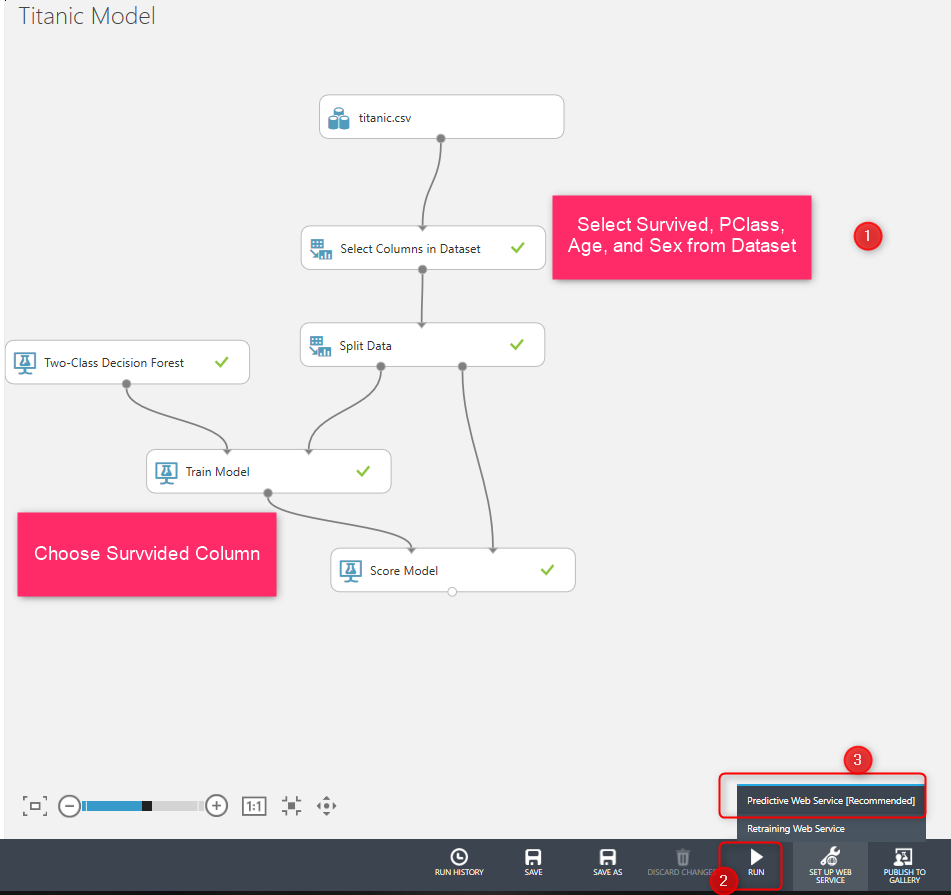 Titanic Model
titanic.csv
Select Columns in Dataset
Select Survived, PClass,
Age, and Sex from Dataset
1
Split Data
Two-Class Decision Forest
Train Model
Choose Survvided Column
Score Model
3
1:1
Predictive Web Service [Recommended]
Retraining Web Service
RUN HISTORY
SAVE
SAVE AS
DISCARD CHANGE
2
RUN
SET UP WEB
SERVICE
PUBLISH TO
GALLERY